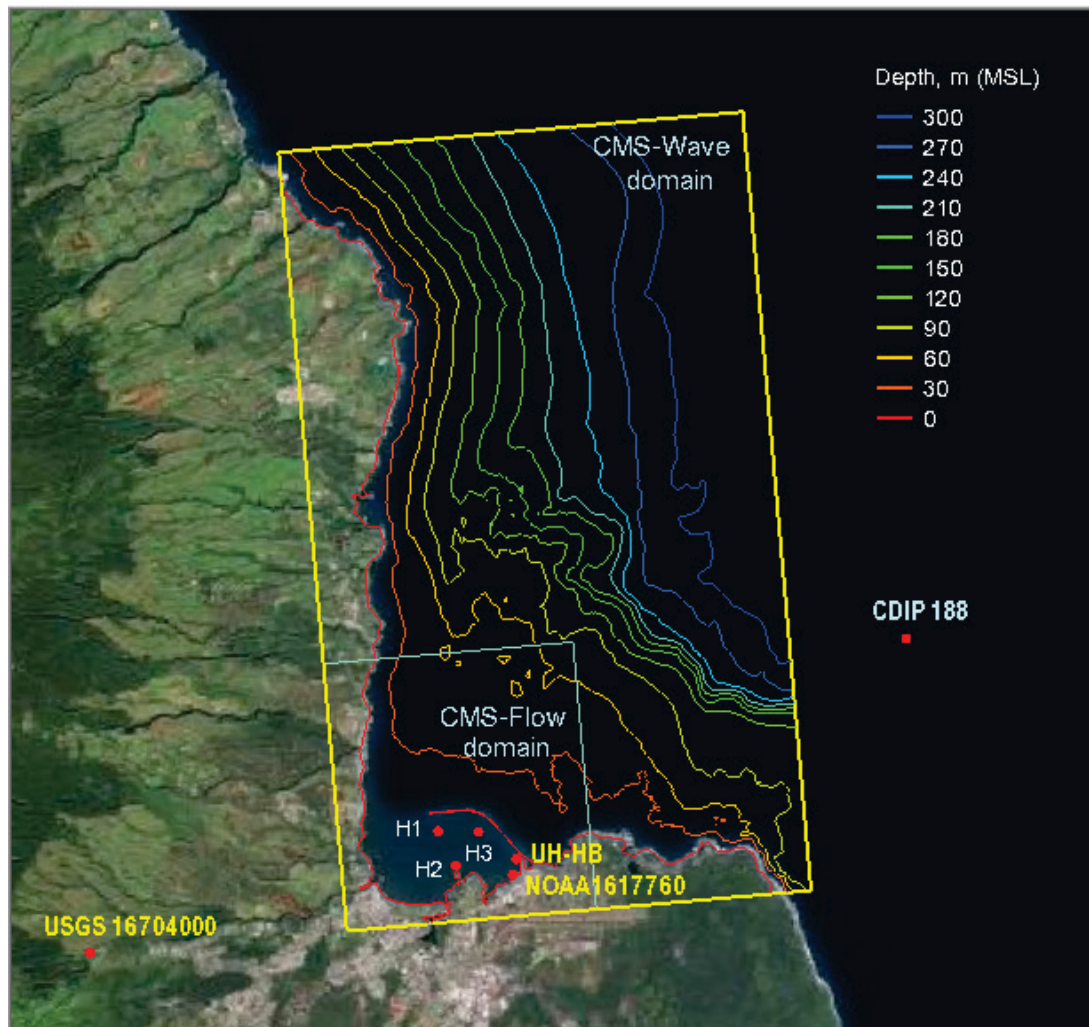 Depth, m (MSL)
300
270
240
210
180
150
120
90
60
30
0
CMS-Wave
domain
CDIP 188
CMS-Flow
domain
H1
H2
H3
UH-HB
NOAA1617760
USGS 16704000